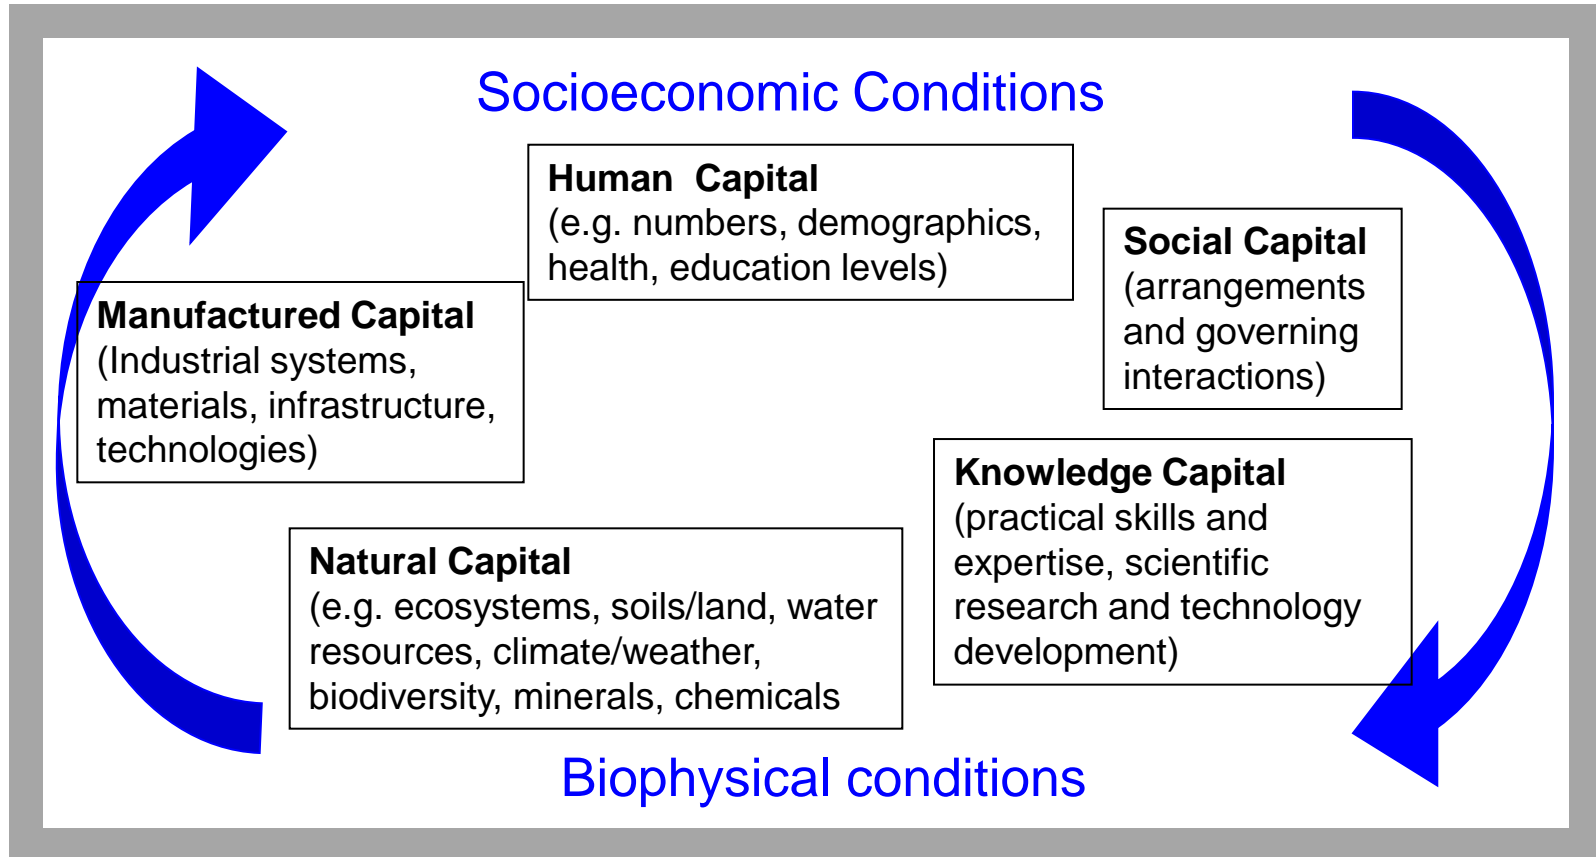 Socioeconomic Conditions
Human  Capital
(e.g. numbers, demographics,
health, education levels)
Social Capital
(arrangements
and governing
interactions)
Manufactured Capital
(Industrial systems,
materials, infrastructure,
technologies)
Knowledge Capital
(practical skills and
expertise, scientific
research and technology
development)
Natural Capital
(e.g. ecosystems, soils/land, water
resources, climate/weather,
biodiversity, minerals, chemicals
Biophysical conditions